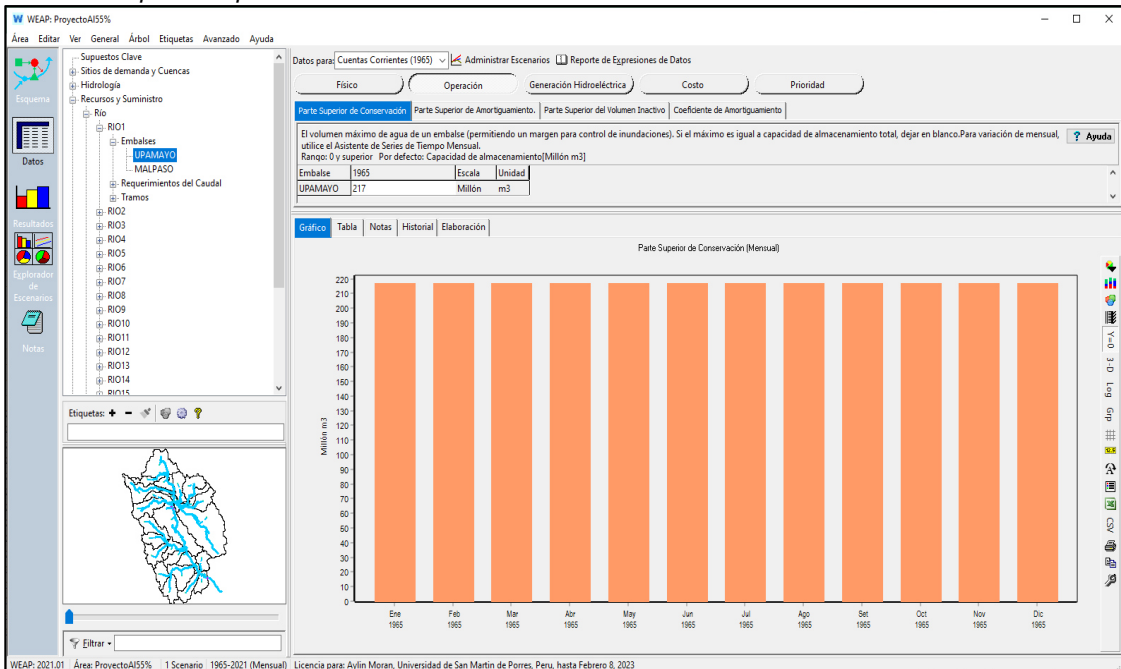 WEAP: ProyectoAI55%
Área Editar Ver General Árbol Etiquetas Avanzado Ayuda
Esquema
Datos
Resultados
Explorador
de
Escenarios
Notas
Supuestos Clave
Sitios de demanda y Cuencas
Hidrología
Recursos y Suministro
Río
RIO1
Embalses
UPAMAYO
MALPASO
Requerimientos del Caudal
Tramos
RIO2
RIO3
RIO4
RIO5
RIO6
RIO7
RIO8
RIO9
RIO10
RIO11
RIO12
RIO13
RIO14
RIO15
Etiquetas:
Filtrar
Datos para: Cuentas Corrientes (1965) Administrar Escenarios Reporte de Expresiones de Datos
Físico Operación Generación Hidroeléctrica Costo Prioridad
Parte Superior de Conservación Parte Superior de Amortiguamiento. Parte Superior del Volumen Inactivo Coeficiente de Amortiguamiento
El volumen máximo de agua de un embalse (permitiendo un margen para control de inundaciones). Si el máximo es igual a capacidad de almacenamiento total, dejar en blanco.Para variación de mensual,
utilice el Asistente de Series de Tiempo Mensual.
Rango: 0 y superior Por defecto: Capacidad de almacenamiento[Millón m3]
? Ayuda
Embalse 1965 Escala Unidad
UPAMAYO 217 Millón m3
Gráfico Tabla Notas Historial Elaboración
Parte Superior de Conservación (Mensual)
Millón m3
220
210
200
190
180
170
160
150
140
130
120
110
100
90
80
70
60
50
40
30
20
10
0
Ene Feb Mar Abr May Jun Jul Ago Set Oct Nov Dic
1965 1965 1965 1965 1965 1965 1965 1965 1965 1965 1965 1965
Y=0
3-D
Log
Grp
CSV
WEAP: 2021.01 Área: ProyectoAI55% 1 Scenario 1965-2021 (Mensual) Licencia para: Aylin Moran, Universidad de San Martin de Porres, Peru, hasta Febrero 8, 2023